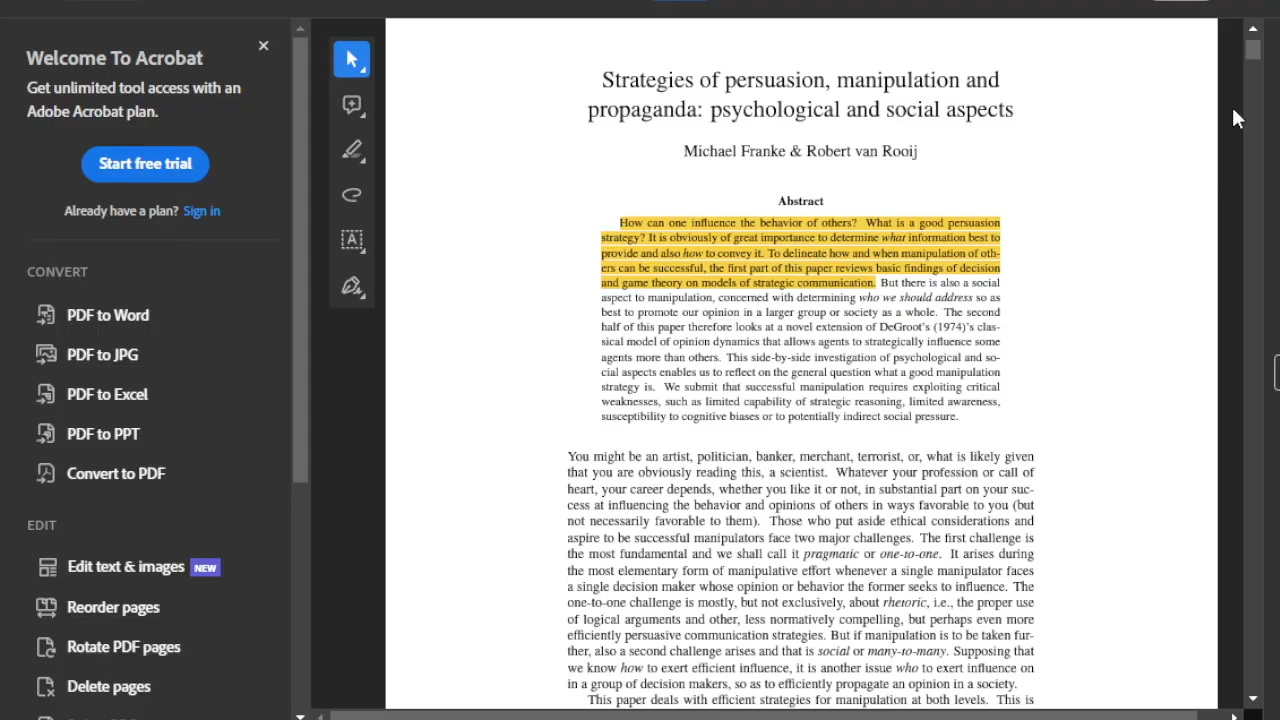 Welcome To Acrobat
Get unlimited tool access with an
Adobe Acrobat plan.
Start free trial
Already have a plan? Sign in
CONVERT
PDF to Word
PDF to JPG
PDF to Excel
PDF to PPT
Convert to PDF
EDIT
Edit text & images NEW
Reorder pages
Rotate PDF pages
Delete pages
Strategies of persuasion, manipulation and
propaganda: psychological and social aspects
Michael Franke & Robert van Rooij
Abstract
How can one influence the behavior of others? What is a good persuasion
strategy? It is obviously of great importance to determine what information best to
provide and also how to convey it. To delineate how and when manipulation of oth-
ers can be successful, the first part of this paper reviews basic findings of decision
and game theory on models of strategic communication. But there is also a social
aspect to manipulation, concerned with determining who we should address so as
best to promote our opinion in a larger group or society as a whole. The second
half of this paper therefore looks at a novel extension of DeGroot's (1974)'s clas-
sical model of opinion dynamics that allows agents to strategically influence some
agents more than others. This side-by-side investigation of psychological and so-
cial aspects enables us to reflect on the general question what a good manipulation
strategy is. We submit that successful manipulation requires exploiting critical
weaknesses, such as limited capability of strategic reasoning, limited awareness,
susceptibility to cognitive biases or to potentially indirect social pressure.
You might be an artist, politician, banker, merchant, terrorist, or, what is likely given
that you are obviously reading this, a scientist. Whatever your profession or call of
heart, your career depends, whether you like it or not, in substantial part on your suc-
cess at influencing the behavior and opinions of others in ways favorable to you (but
not necessarily favorable to them). Those who put aside ethical considerations and
aspire to be successful manipulators face two major challenges. The first challenge is
the most fundamental and we shall call it pragmatic or one-to-one. It arises during
the most elementary form of manipulative effort whenever a single manipulator faces
a single decision maker whose opinion or behavior the former seeks to influence. The
one-to-one challenge is mostly, but not exclusively, about rhetoric, i.e., the proper use
of logical arguments and other, less normatively compelling, but perhaps even more
efficiently persuasive communication strategies. But if manipulation is to be taken fur-
ther, also a second challenge arises and that is social or many-to-many. Supposing that
we know how to exert efficient influence, it is another issue who to exert influence on
in a group of decision makers, so as to efficiently propagate an opinion in a society.
This paper deals with efficient strategies for manipulation at both levels. This is